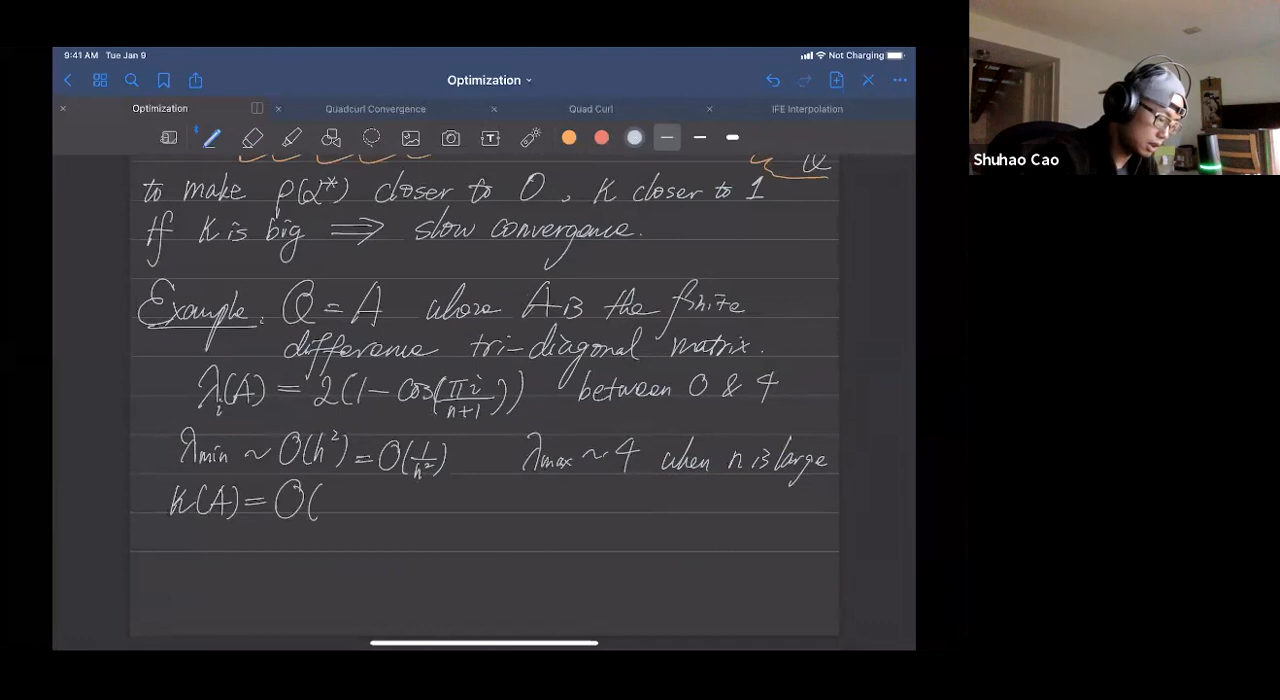 9:41 AM Tue Jan 9
Not Charging
Optimization
Optimization
Quadcurl Convergence
Quad Curl
IFE Interpolation
Shuhao Cao
Q
to make ρ(Q*) closer to 0, κ closer to 1
If κ is big ⟹ slow convergence.
Example. Q = A where A is the finite
difference tri-diagonal matrix.
λᵢ(A) = 2(1 − cos(πi/(n+1))) between 0 & 4
λmin ~ O(h²) = O(1/n²) λmax ~ 4 when n is large
κ(A) = O(